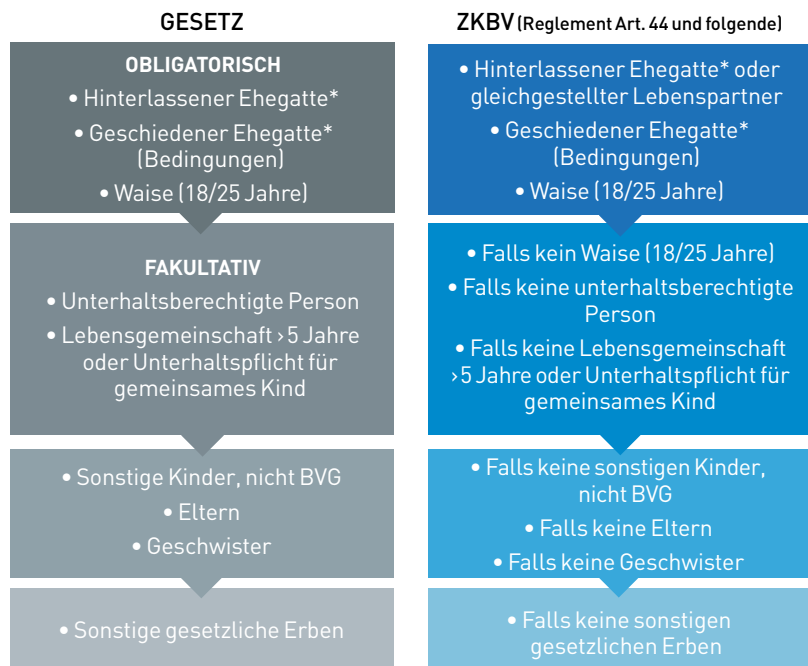 GESETZ
OBLIGATORISCH
• Hinterlassener Ehegatte*
• Geschiedener Ehegatte*
(Bedingungen)
• Waise (18/25 Jahre)
FAKULTATIV
• Unterhaltsberechtigte Person
• Lebensgemeinschaft ›5 Jahre
oder Unterhaltspflicht für
gemeinsames Kind
• Sonstige Kinder, nicht BVG
• Eltern
• Geschwister
• Sonstige gesetzliche Erben
ZKBV (Reglement Art. 44 und folgende)
• Hinterlassener Ehegatte* oder
gleichgestellter Lebenspartner
• Geschiedener Ehegatte*
(Bedingungen)
• Waise (18/25 Jahre)
• Falls kein Waise (18/25 Jahre)
• Falls keine unterhaltsberechtigte
Person
• Falls keine Lebensgemeinschaft
›5 Jahre oder Unterhaltspflicht für
gemeinsames Kind
• Falls keine sonstigen Kinder,
nicht BVG
• Falls keine Eltern
• Falls keine Geschwister
• Falls keine sonstigen
gesetzlichen Erben